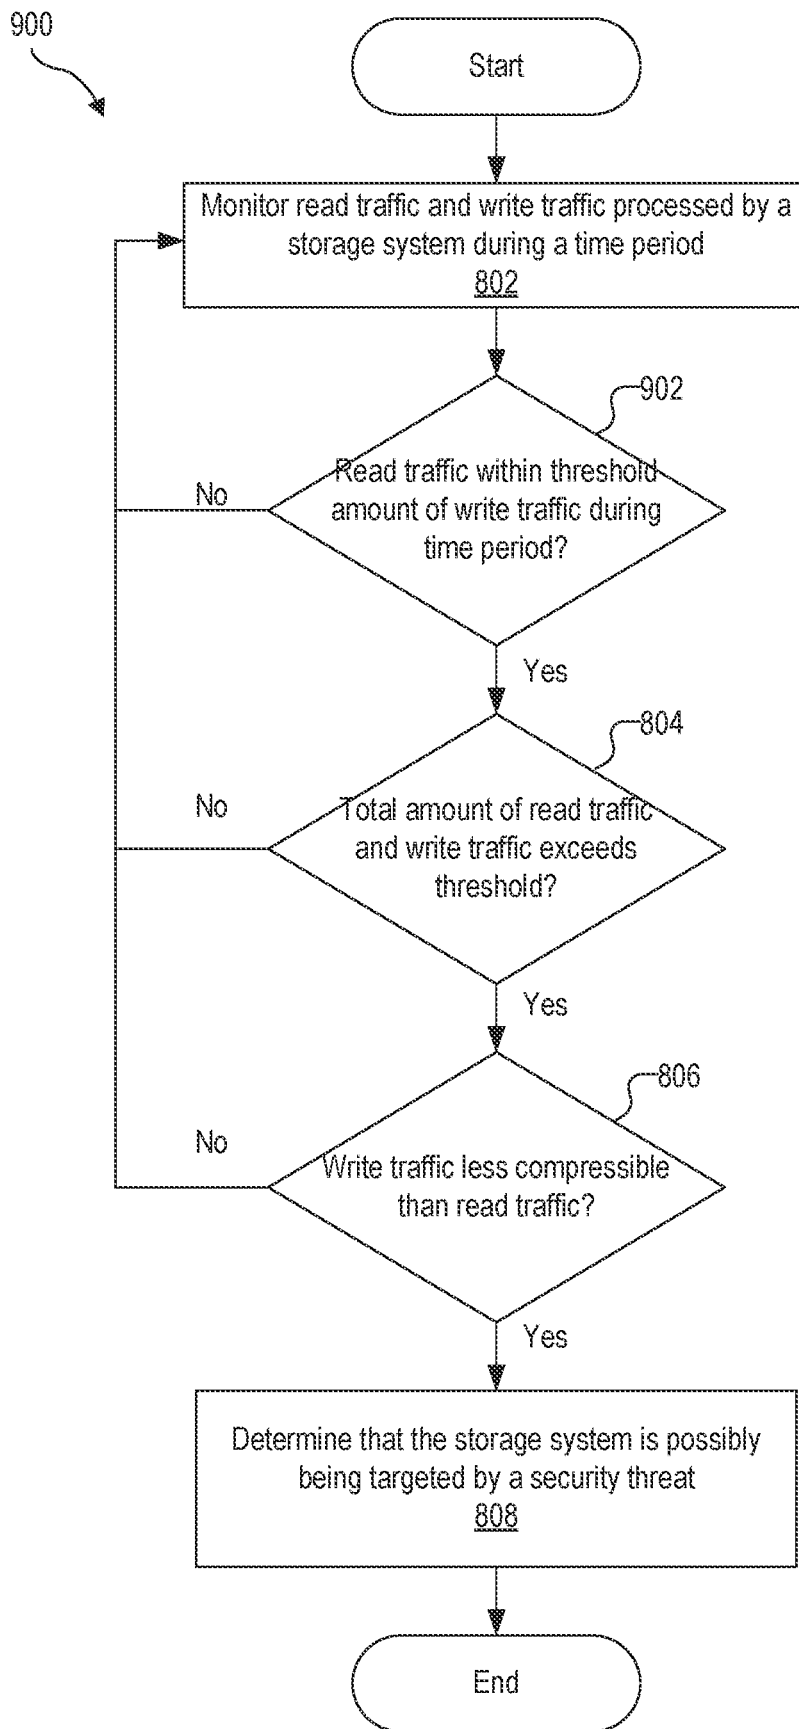 900
Start
Monitor read traffic and write traffic processed by a
storage system during a time period
802
902
Read traffic within threshold
amount of write traffic during
time period?
No
Yes
804
Total amount of read traffic
and write traffic exceeds
threshold?
No
Yes
806
Write traffic less compressible
than read traffic?
No
Yes
Determine that the storage system is possibly
being targeted by a security threat
808
End